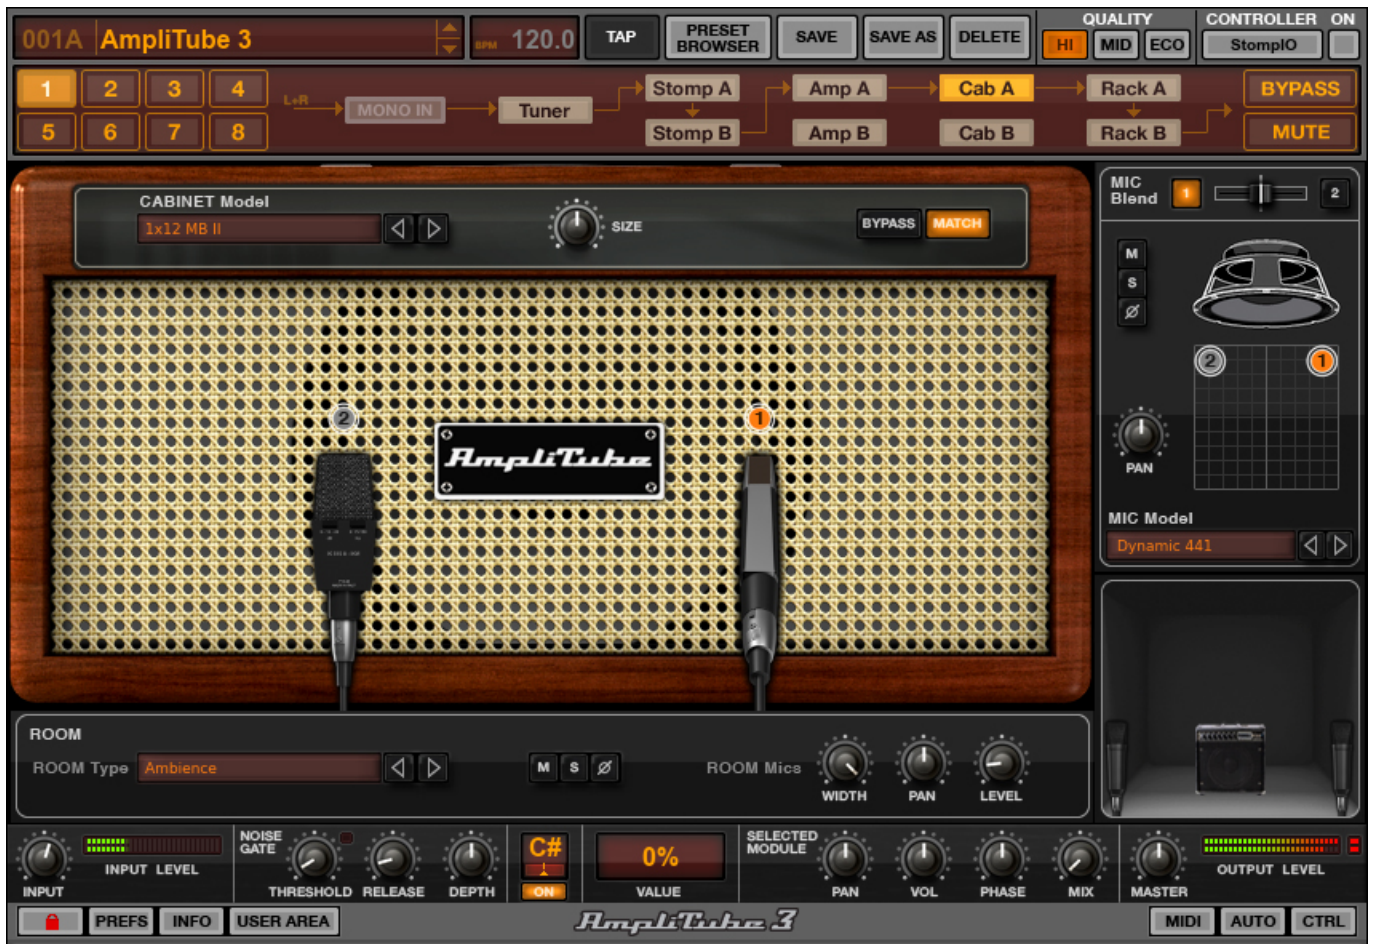 001A AmpliTube 3
BPM 120.0
TAP
PRESET
BROWSER
SAVE
SAVE AS
DELETE
QUALITY
HI MID ECO
CONTROLLER ON
StompIO
1 2 3 4
5 6 7 8
L+R
MONO IN
Tuner
Stomp A
Stomp B
Amp A
Amp B
Cab A
Cab B
Rack A
Rack B
BYPASS
MUTE
CABINET Model
1x12 MB II
SIZE
BYPASS MATCH
2
1
AmpliTube
MIC
Blend
1
2
M
S
Ø
2 1
PAN
MIC Model
Dynamic 441
ROOM
ROOM Type Ambience
M S Ø
ROOM Mics
WIDTH PAN LEVEL
INPUT
INPUT LEVEL
NOISE
GATE
THRESHOLD RELEASE DEPTH
C#
ON
0%
VALUE
SELECTED
MODULE
PAN VOL PHASE MIX
MASTER
OUTPUT LEVEL
PREFS INFO USER AREA
AmpliTube 3
MIDI AUTO CTRL